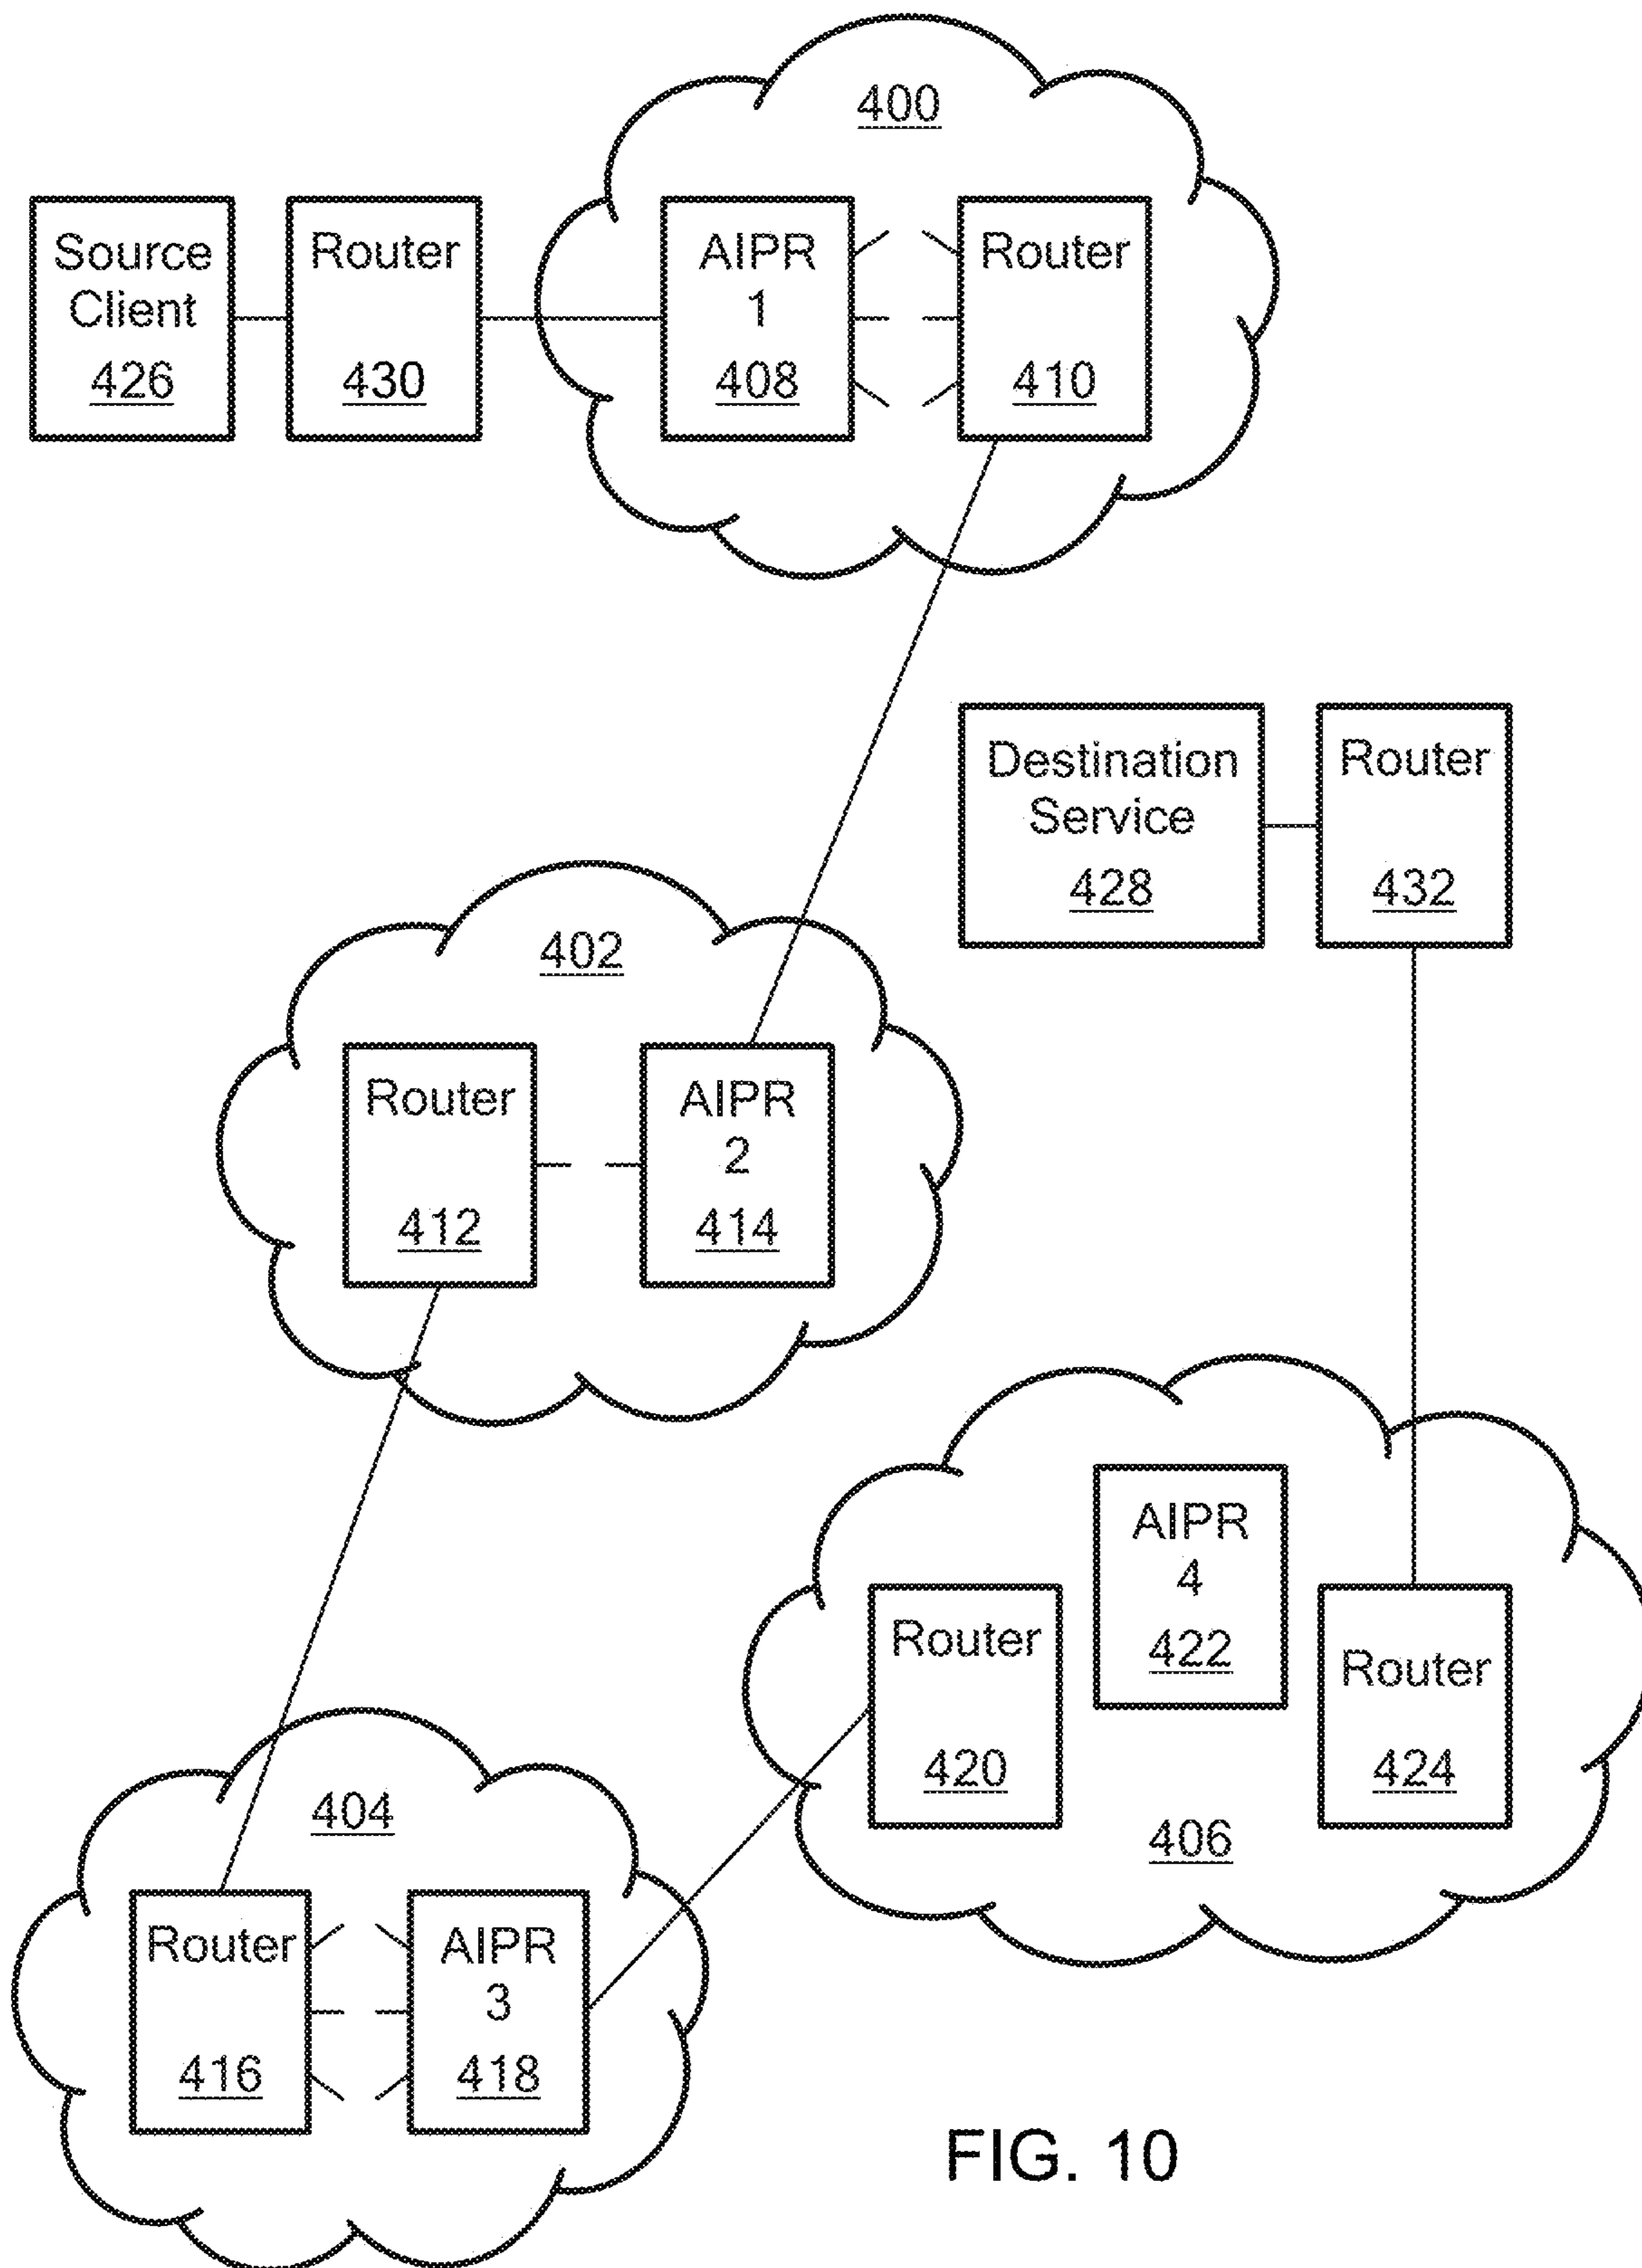 400
Source
Client
426
Router
430
AIPR
1
408
Router
410
Destination
Service
428
Router
432
402
Router
412
AIPR
2
414
AIPR
4
422
Router
420
Router
424
406
404
Router
416
AIPR
3
418
FIG. 10